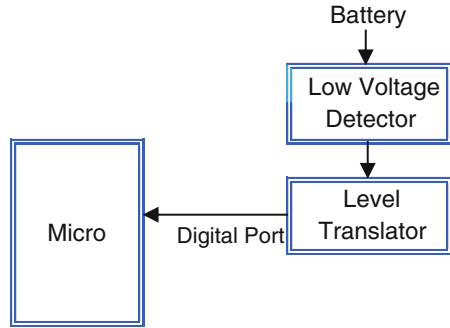 Battery
Low Voltage
Detector
Level
Translator
Digital Port
Micro